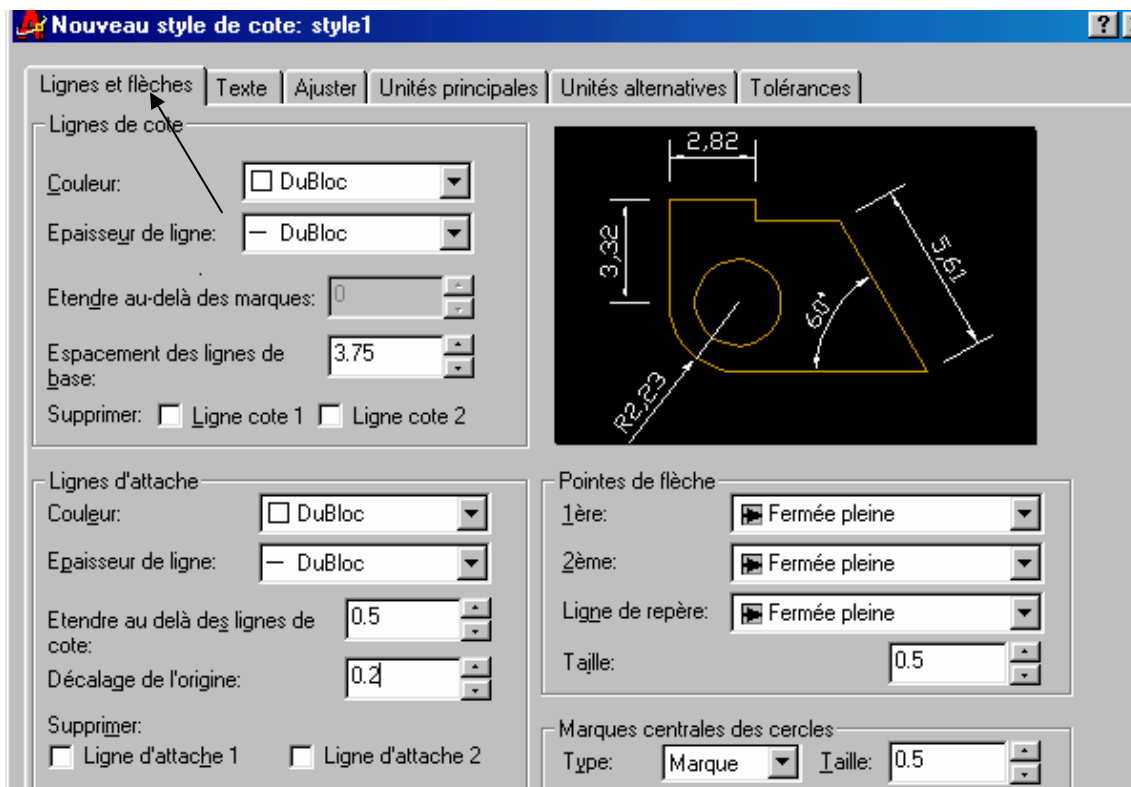 Nouveau style de cote: style1
Lignes et flèches
Texte
Ajuster
Unités principales
Unités alternatives
Tolérances
Lignes de cote
Couleur:
DuBloc
Epaisseur de ligne:
DuBloc
Etendre au-delà des marques:
0
Espacement des lignes de
base:
3.75
Supprimer:
Ligne cote 1
Ligne cote 2
2,82
3,32
5,61
60°
R2,23
Lignes d'attache
Couleur:
DuBloc
Epaisseur de ligne:
DuBloc
Etendre au delà des lignes de
cote:
0.5
Décalage de l'origine:
0.2
Supprimer:
Ligne d'attache 1
Ligne d'attache 2
Pointes de flèche
1ère:
Fermée pleine
2ème:
Fermée pleine
Ligne de repère:
Fermée pleine
Taille:
0.5
Marques centrales des cercles
Type:
Marque
Taille:
0.5